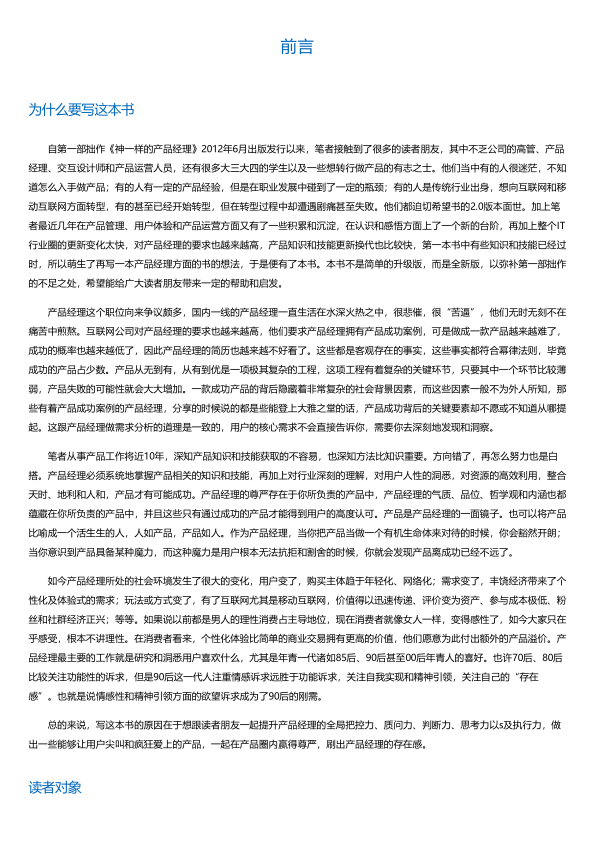 前言
为什么要写这本书
自第一部拙作《神一样的产品经理》2012年6月出版发行以来，笔者接触到了很多的读者朋友，其中不乏公司的高管、产品
经理、交互设计师和产品运营人员，还有很多大三大四的学生以及一些想转行做产品的有志之士。他们当中有的人很迷茫，不知
道怎么入手做产品；有的人有一定的产品经验，但是在职业发展中碰到了一定的瓶颈；有的人是传统行业出身，想向互联网和移
动互联网方面转型，有的甚至已经开始转型，但在转型过程中却遭遇剧痛甚至失败。他们都迫切希望书的2.0版本面世。加上笔
者最近几年在产品管理、用户体验和产品运营方面又有了一些积累和沉淀，在认识和感悟方面上了一个新的台阶，再加上整个IT
行业圈的更新变化太快，对产品经理的要求也越来越高，产品知识和技能更新换代也比较快，第一本书中有些知识和技能已经过
时，所以萌生了再写一本产品经理方面的书的想法，于是便有了本书。本书不是简单的升级版，而是全新版，以弥补第一部拙作
的不足之处，希望能给广大读者朋友带来一定的帮助和启发。
产品经理这个职位向来争议颇多，国内一线的产品经理一直生活在水深火热之中，很悲催，很“苦逼”，他们无时无刻不在
痛苦中煎熬。互联网公司对产品经理的要求也越来越高，他们要求产品经理拥有产品成功案例，可是做成一款产品越来越难了，
成功的概率也越来越低了，因此产品经理的简历也越来越不好看了。这些都是客观存在的事实，这些事实都符合幂律法则，毕竟
成功的产品占少数。产品从无到有，从有到优是一项极其复杂的工程，这项工程有着复杂的关键环节，只要其中一个环节比较薄
弱，产品失败的可能性就会大大增加。一款成功产品的背后隐藏着非常复杂的社会背景因素，而这些因素一般不为外人所知，那
些有着产品成功案例的产品经理，分享的时候说的都是些能登上大雅之堂的话，产品成功背后的关键要素却不愿或不知道从哪提
起。这跟产品经理做需求分析的道理是一致的，用户的核心需求不会直接告诉你，需要你去深刻地发现和洞察。
笔者从事产品工作将近10年，深知产品知识和技能获取的不容易，也深知方法比知识重要。方向错了，再怎么努力也是白
搭。产品经理必须系统地掌握产品相关的知识和技能，再加上对行业深刻的理解，对用户人性的洞悉，对资源的高效利用，整合
天时、地利和人和，产品才有可能成功。产品经理的尊严存在于你所负责的产品中，产品经理的气质、品位、哲学观和内涵也都
蕴藏在你所负责的产品中，并且这些只有通过成功的产品才能得到用户的高度认可。产品是产品经理的一面镜子。也可以将产品
比喻成一个活生生的人，人如产品，产品如人。作为产品经理，当你把产品当做一个有机生命体来对待的时候，你会豁然开朗；
当你意识到产品具备某种魔力，而这种魔力是用户根本无法抗拒和割舍的时候，你就会发现产品离成功已经不远了。
如今产品经理所处的社会环境发生了很大的变化，用户变了，购买主体趋于年轻化、网络化；需求变了，丰饶经济带来了个
性化及体验式的需求；玩法或方式变了，有了互联网尤其是移动互联网，价值得以迅速传递、评价变为资产、参与成本极低、粉
丝和社群经济正兴；等等。如果说以前都是男人的理性消费占主导地位，现在消费者就像女人一样，变得感性了，如今大家只在
乎感受，根本不讲理性。在消费者看来，个性化体验比简单的商业交易拥有更高的价值，他们愿意为此付出额外的产品溢价。产
品经理最主要的工作就是研究和洞悉用户喜欢什么，尤其是年青一代诸如85后、90后甚至00后年青人的喜好。也许70后、80后
比较关注功能性的诉求，但是90后这一代人注重情感诉求远胜于功能诉求，关注自我实现和精神引领，关注自己的“存在
感”。也就是说情感性和精神引领方面的欲望诉求成为了90后的刚需。
总的来说，写这本书的原因在于想跟读者朋友一起提升产品经理的全局把控力、质问力、判断力、思考力以s及执行力，做
出一些能够让用户尖叫和疯狂爱上的产品，一起在产品圈内赢得尊严，刷出产品经理的存在感。
读者对象